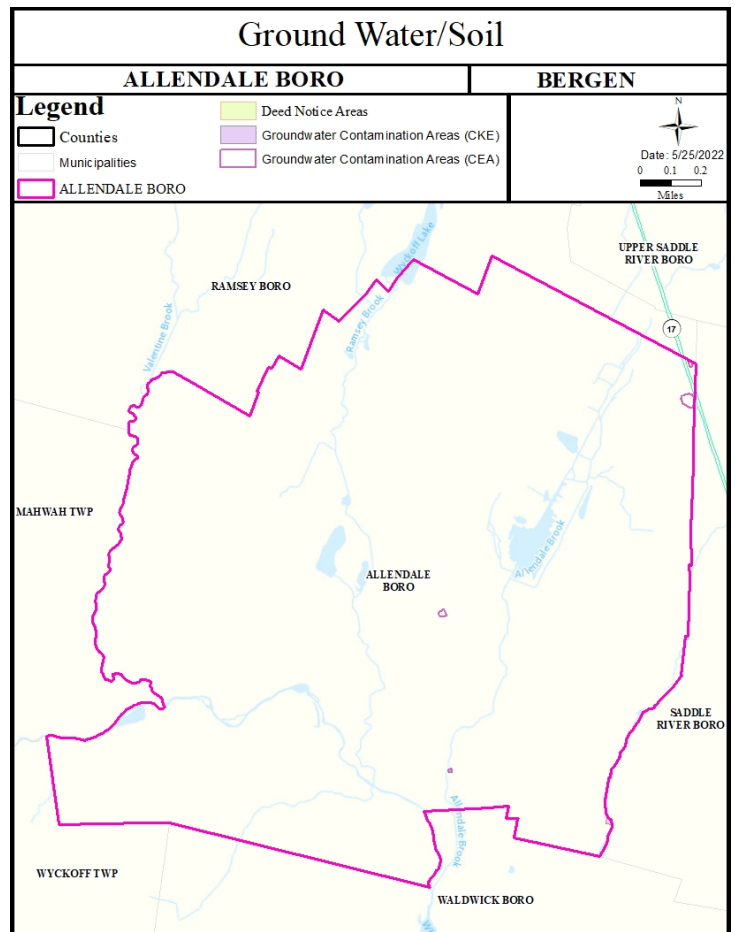 Ground Water/Soil
ALLENDALE BORO
BERGEN
Legend
Counties
Municipalities
ALLENDALE BORO
Deed Notice Areas
Groundwater Contamination Areas (CKE)
Groundwater Contamination Areas (CEA)
N
Date: 5/25/2022
0 0.1 0.2
Miles
UPPER SADDLE
RIVER BORO
Wyckoff Lake
RAMSEY BORO
Ramsey Brook
Valentine Brook
17
MAHWAH TWP
Allendale Brook
ALLENDALE
BORO
SADDLE
RIVER BORO
Allendale Brook
WYCKOFF TWP
WALDWICK BORO